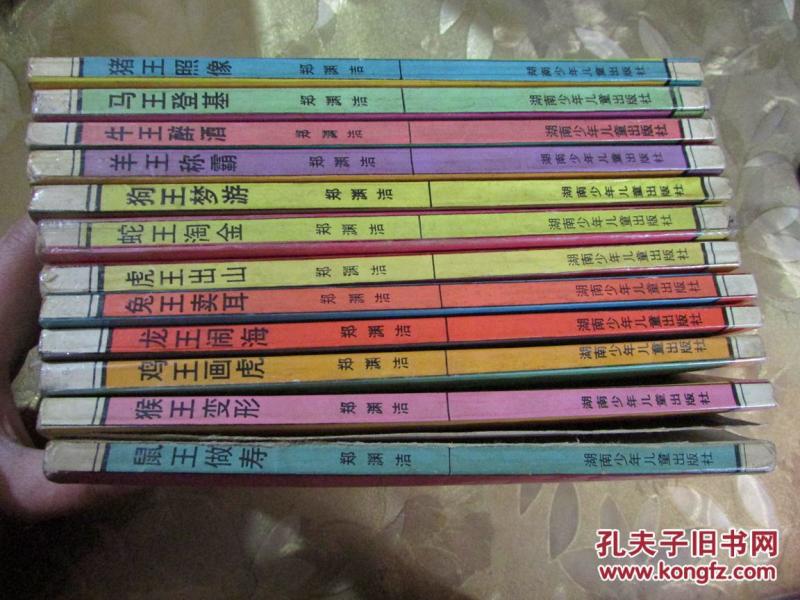 猪王照像 郑渊洁 湖南少年儿童出版社
马王登基 郑渊洁 湖南少年儿童出版社
牛王醉酒 郑渊洁 湖南少年儿童出版社
羊王称霸 郑渊洁 湖南少年儿童出版社
狗王梦游 郑渊洁 湖南少年儿童出版社
蛇王淘金 郑渊洁 湖南少年儿童出版社
虎王出山 郑渊洁 湖南少年儿童出版社
兔王卖耳 郑渊洁 湖南少年儿童出版社
龙王闹海 郑渊洁 湖南少年儿童出版社
鸡王画虎 郑渊洁 湖南少年儿童出版社
猴王变形 郑渊洁 湖南少年儿童出版社
鼠王做寿 郑渊洁 湖南少年儿童出版社
孔夫子旧书网
www.kongfz.com